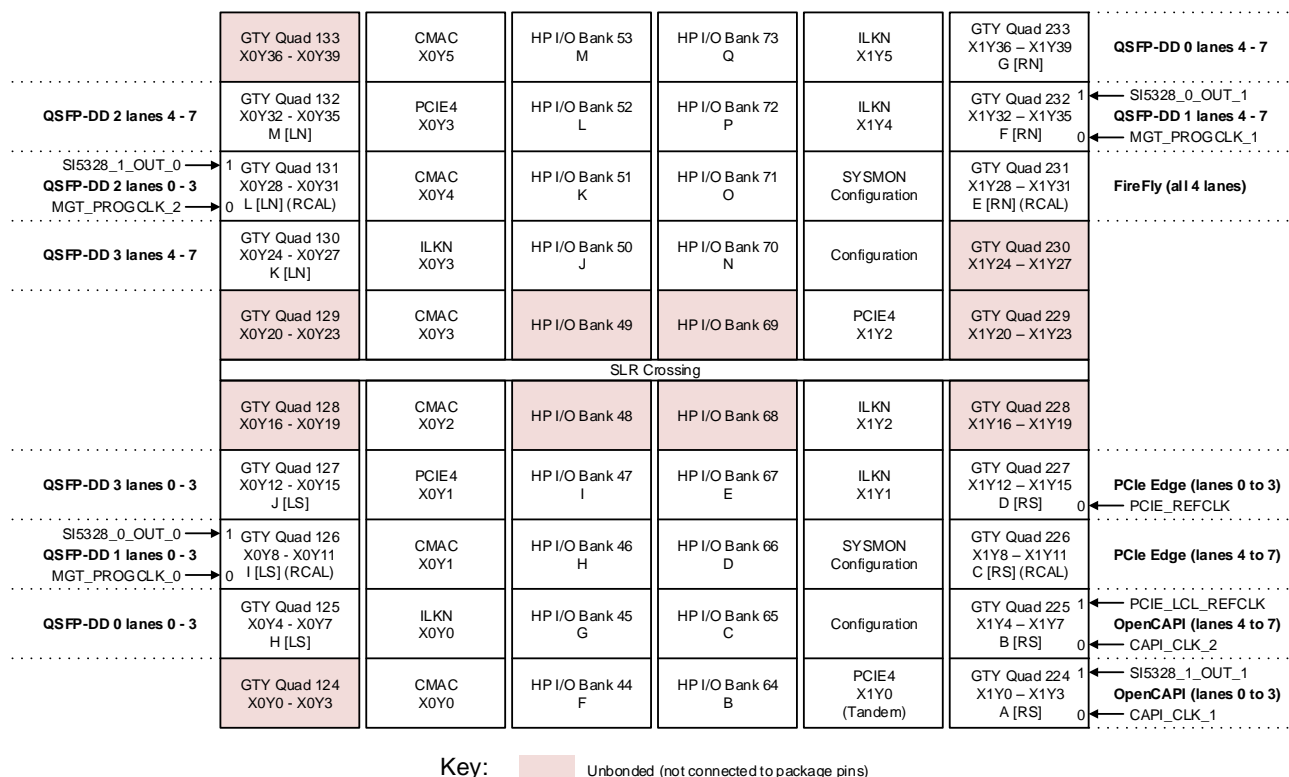 GTY Quad 133
X0Y36 - X0Y39
CMAC
X0Y5
HP I/O Bank 53
M
HP I/O Bank 73
Q
ILKN
X1Y5
GTY Quad 233
X1Y36 – X1Y39
G [RN]
QSFP-DD 0 lanes 4 - 7
QSFP-DD 2 lanes 4 - 7
GTY Quad 132
X0Y32 - X0Y35
M [LN]
PCIE4
X0Y3
HP I/O Bank 52
L
HP I/O Bank 72
P
ILKN
X1Y4
GTY Quad 232
X1Y32 – X1Y35
F [RN]
1
SI5328_0_OUT_1
QSFP-DD 1 lanes 4 - 7
0
MGT_PROGCLK_1
SI5328_1_OUT_0
QSFP-DD 2 lanes 0 - 3
MGT_PROGCLK_2
1
0
GTY Quad 131
X0Y28 - X0Y31
L [LN] (RCAL)
CMAC
X0Y4
HP I/O Bank 51
K
HP I/O Bank 71
O
SYSMON
Configuration
GTY Quad 231
X1Y28 – X1Y31
E [RN] (RCAL)
FireFly (all 4 lanes)
QSFP-DD 3 lanes 4 - 7
GTY Quad 130
X0Y24 - X0Y27
K [LN]
ILKN
X0Y3
HP I/O Bank 50
J
HP I/O Bank 70
N
Configuration
GTY Quad 230
X1Y24 – X1Y27
GTY Quad 129
X0Y20 - X0Y23
CMAC
X0Y3
HP I/O Bank 49
HP I/O Bank 69
PCIE4
X1Y2
GTY Quad 229
X1Y20 – X1Y23
SLR Crossing
GTY Quad 128
X0Y16 - X0Y19
CMAC
X0Y2
HP I/O Bank 48
HP I/O Bank 68
ILKN
X1Y2
GTY Quad 228
X1Y16 – X1Y19
QSFP-DD 3 lanes 0 - 3
GTY Quad 127
X0Y12 - X0Y15
J [LS]
PCIE4
X0Y1
HP I/O Bank 47
I
HP I/O Bank 67
E
ILKN
X1Y1
GTY Quad 227
X1Y12 – X1Y15
D [RS]
PCIe Edge (lanes 0 to 3)
0
PCIE_REFCLK
SI5328_0_OUT_0
QSFP-DD 1 lanes 0 - 3
MGT_PROGCLK_0
1
0
GTY Quad 126
X0Y8 - X0Y11
I [LS] (RCAL)
CMAC
X0Y1
HP I/O Bank 46
H
HP I/O Bank 66
D
SYSMON
Configuration
GTY Quad 226
X1Y8 – X1Y11
C [RS] (RCAL)
PCIe Edge (lanes 4 to 7)
QSFP-DD 0 lanes 0 - 3
GTY Quad 125
X0Y4 - X0Y7
H [LS]
ILKN
X0Y0
HP I/O Bank 45
G
HP I/O Bank 65
C
Configuration
GTY Quad 225
X1Y4 – X1Y7
B [RS]
1
PCIE_LCL_REFCLK
OpenCAPI (lanes 4 to 7)
0
CAPI_CLK_2
GTY Quad 124
X0Y0 - X0Y3
CMAC
X0Y0
HP I/O Bank 44
F
HP I/O Bank 64
B
PCIE4
X1Y0
(Tandem)
GTY Quad 224
X1Y0 – X1Y3
A [RS]
1
SI5328_1_OUT_1
OpenCAPI (lanes 0 to 3)
0
CAPI_CLK_1
Key:
Unbonded (not connected to package pins)